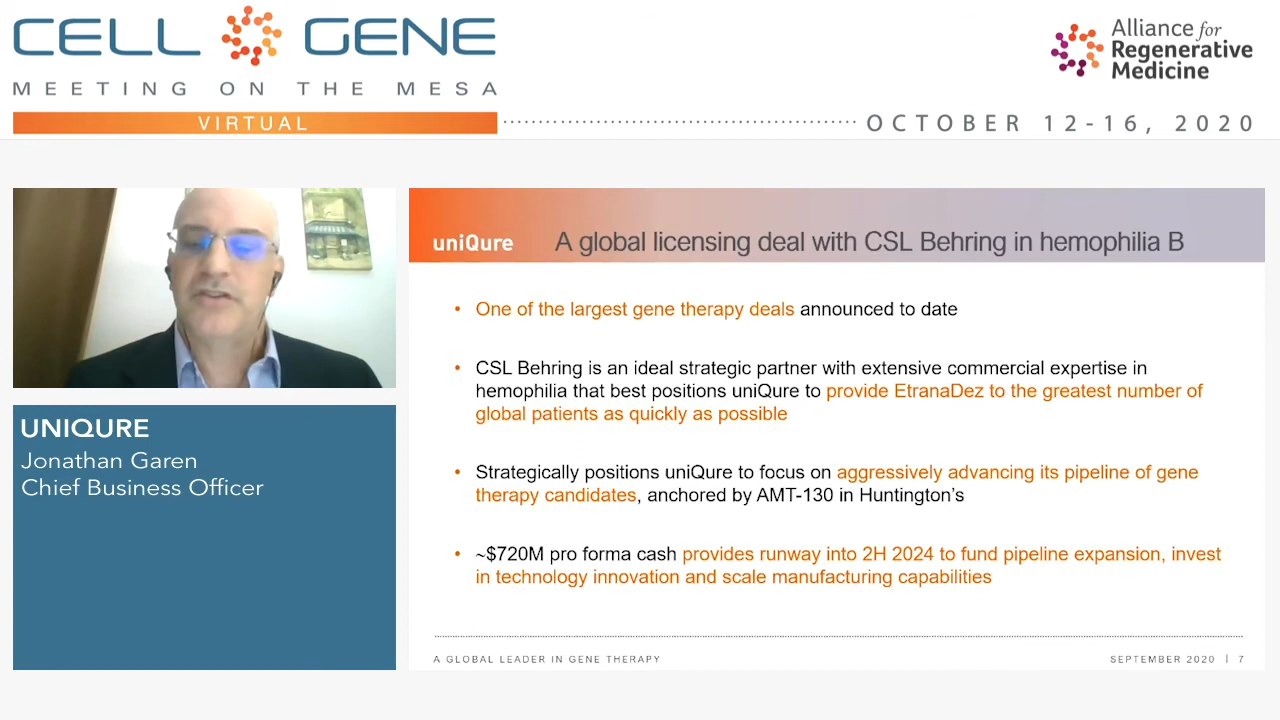 CELL GENE
MEETING ON THE MESA
VIRTUAL
Alliance for
Regenerative
Medicine
OCTOBER 12-16, 2020
UNIQURE
Jonathan Garen
Chief Business Officer
uniQure
A global licensing deal with CSL Behring in hemophilia B
• One of the largest gene therapy deals announced to date
• CSL Behring is an ideal strategic partner with extensive commercial expertise in
hemophilia that best positions uniQure to provide EtranaDez to the greatest number of
global patients as quickly as possible
• Strategically positions uniQure to focus on aggressively advancing its pipeline of gene
therapy candidates, anchored by AMT-130 in Huntington's
• ~$720M pro forma cash provides runway into 2H 2024 to fund pipeline expansion, invest
in technology innovation and scale manufacturing capabilities
A GLOBAL LEADER IN GENE THERAPY
SEPTEMBER 2020 | 7